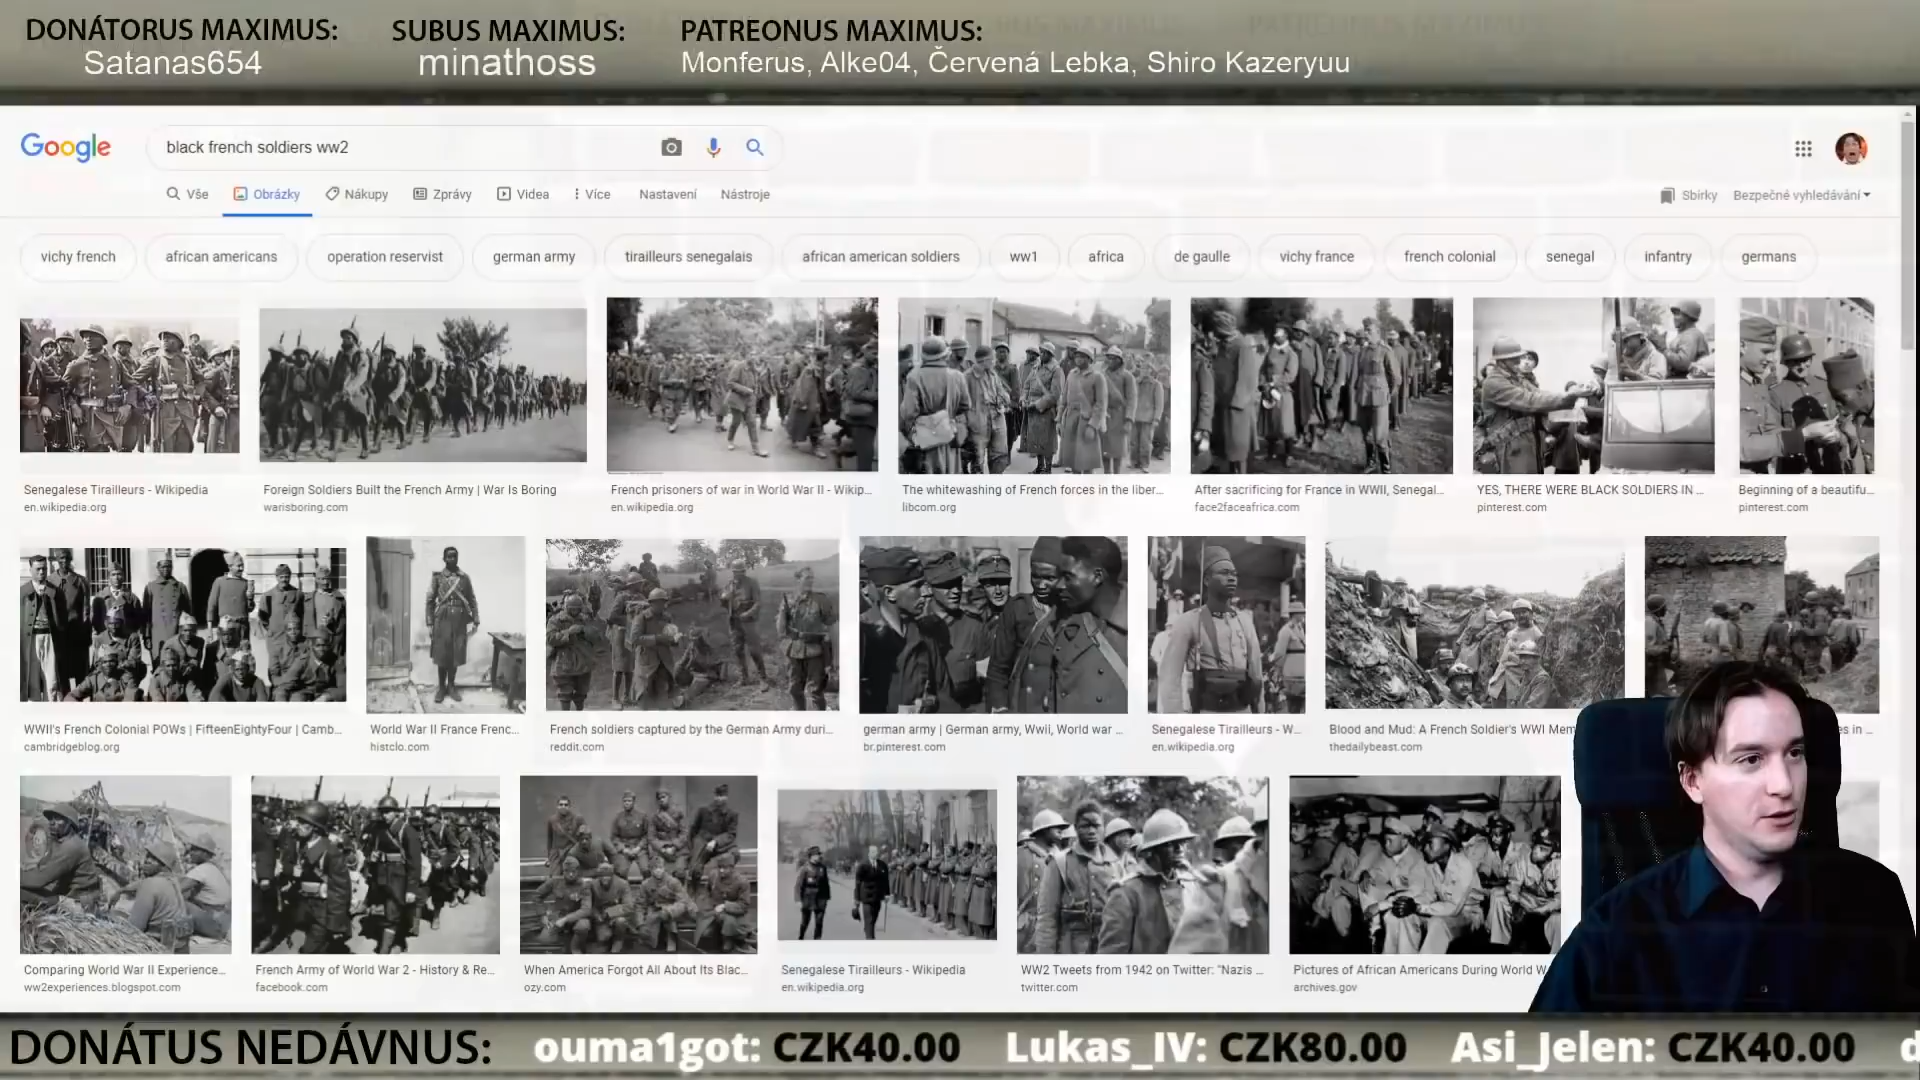 DONÁTORUS MAXIMUS:
Satanas654
SUBUS MAXIMUS:
minathoss
PATREONUS MAXIMUS:
Monferus, Alke04, Červená Lebka, Shiro Kazeryuu
Google
black french soldiers ww2
Vše Obrázky Nákupy Zprávy Videa Více Nastavení Nástroje
Sbírky Bezpečné vyhledávání
vichy french african americans operation reservist german army tirailleurs senegalais african american soldiers ww1 africa de gaulle vichy france french colonial senegal infantry germans
Senegalese Tirailleurs - Wikipedia
en.wikipedia.org
Foreign Soldiers Built the French Army | War Is Boring
warisboring.com
French prisoners of war in World War II - Wikip...
en.wikipedia.org
The whitewashing of French forces in the liber...
libcom.org
After sacrificing for France in WWII, Senegal...
face2faceafrica.com
YES, THERE WERE BLACK SOLDIERS IN ...
pinterest.com
Beginning of a beautifu...
pinterest.com
WWII's French Colonial POWs | FifteenEightyFour | Camb...
cambridgeblog.org
World War II France Frenc...
histclo.com
French soldiers captured by the German Army duri...
reddit.com
german army | German army, Wwii, World war ...
br.pinterest.com
Senegalese Tirailleurs - W...
en.wikipedia.org
Blood and Mud: A French Soldier's WWI Mem
thedailybeast.com
es in ...
Comparing World War II Experience...
ww2experiences.blogspot.com
French Army of World War 2 - History & Re...
facebook.com
When America Forgot All About Its Blac...
ozy.com
Senegalese Tirailleurs - Wikipedia
en.wikipedia.org
WW2 Tweets from 1942 on Twitter: "Nazis ...
twitter.com
Pictures of African Americans During World W
archives.gov
DONÁTUS NEDÁVNUS: ouma1got: CZK40.00 Lukas_IV: CZK80.00 Asi_Jelen: CZK40.00 d